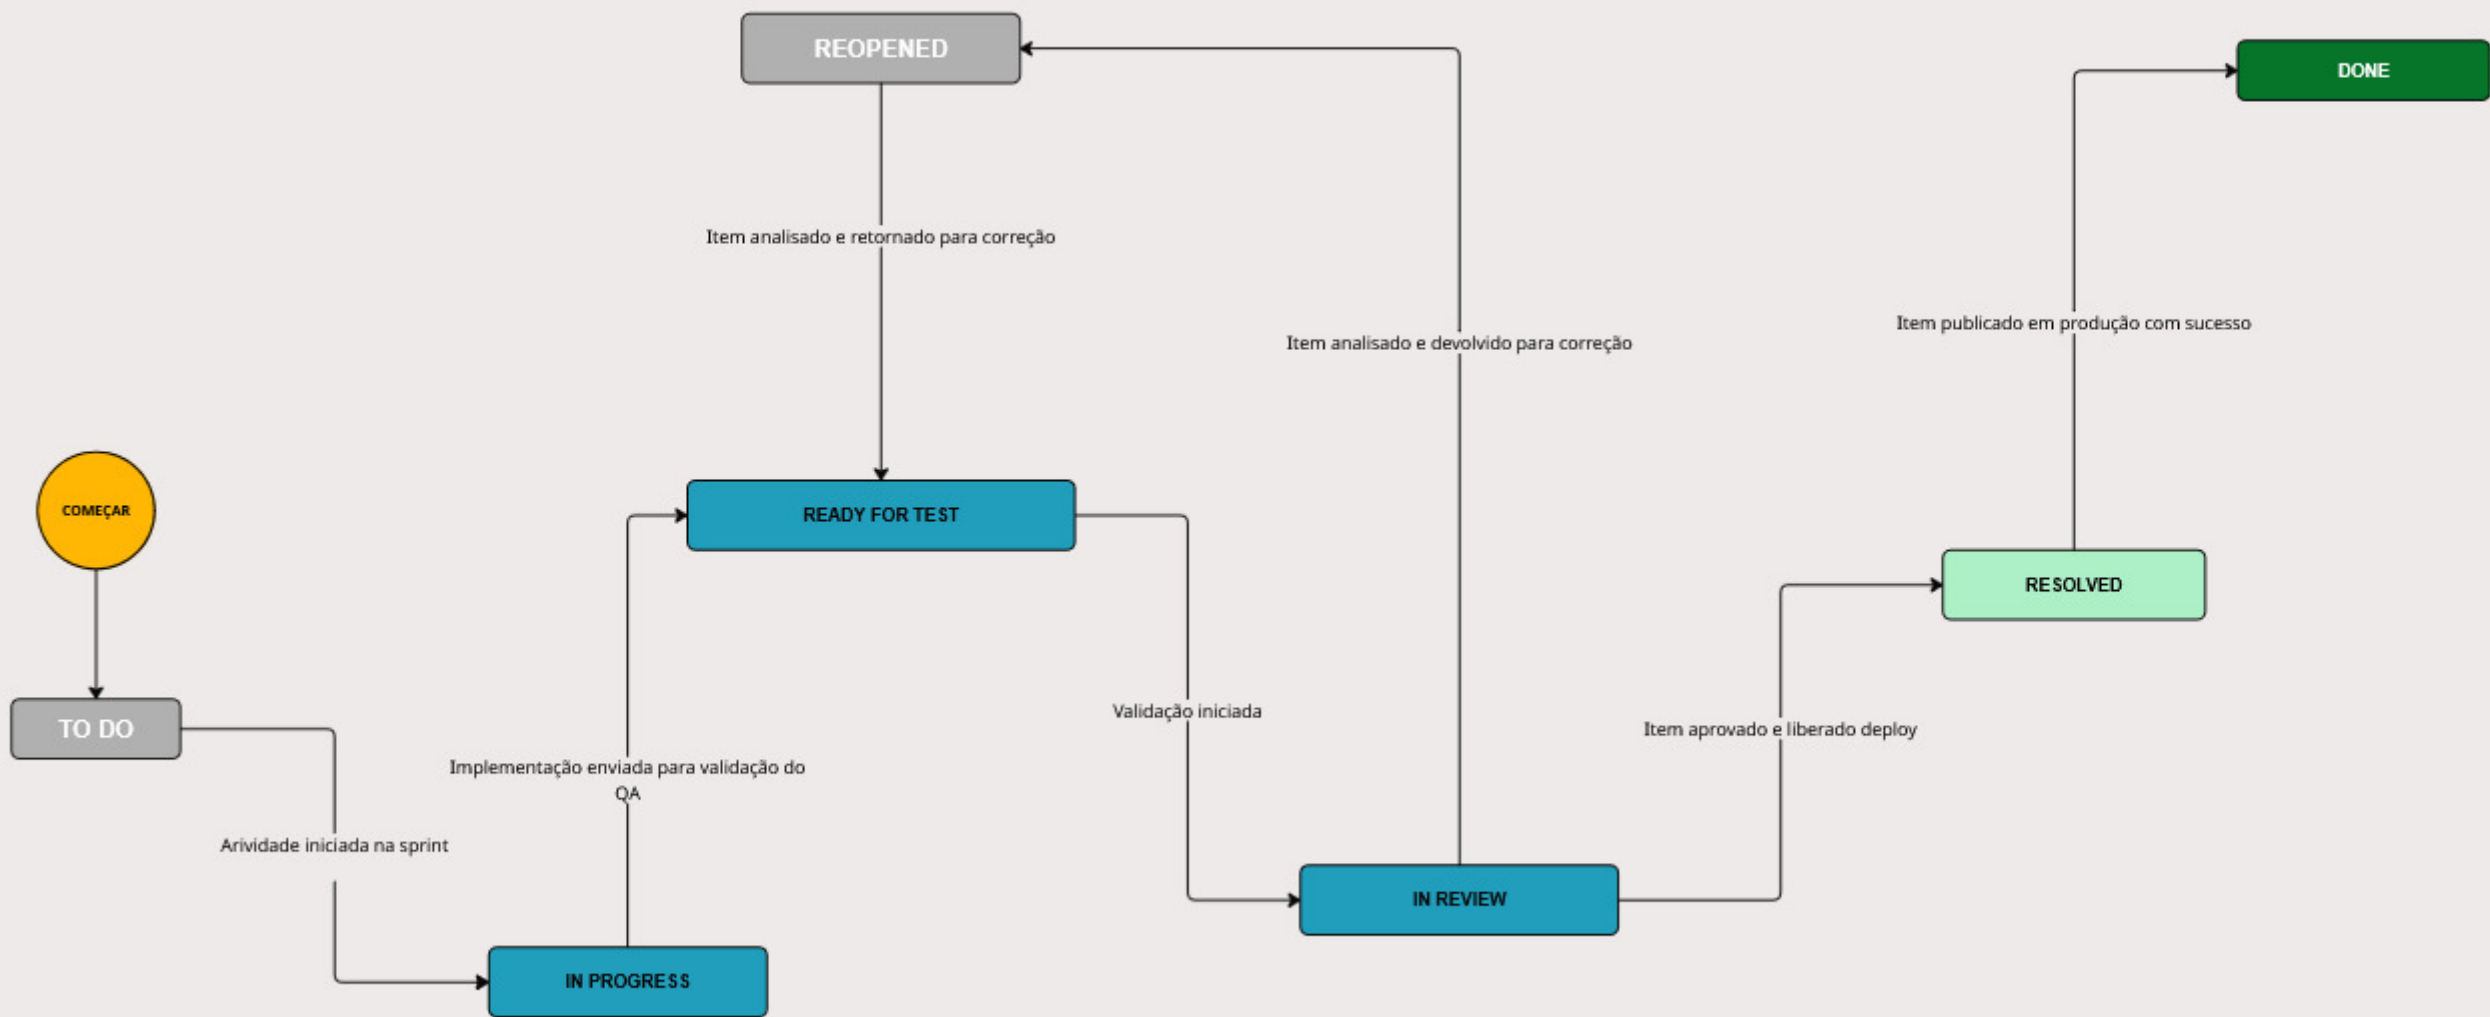 REOPENED
DONE
Item analisado e retornado para correção
Item publicado em produção com sucesso
Item analisado e devolvido para correção
COMEÇAR
READY FOR TEST
RESOLVED
Validação iniciada
TO DO
Item aprovado e liberado deploy
Implementação enviada para validação do
QA
Arividade iniciada na sprint
IN REVIEW
IN PROGRESS